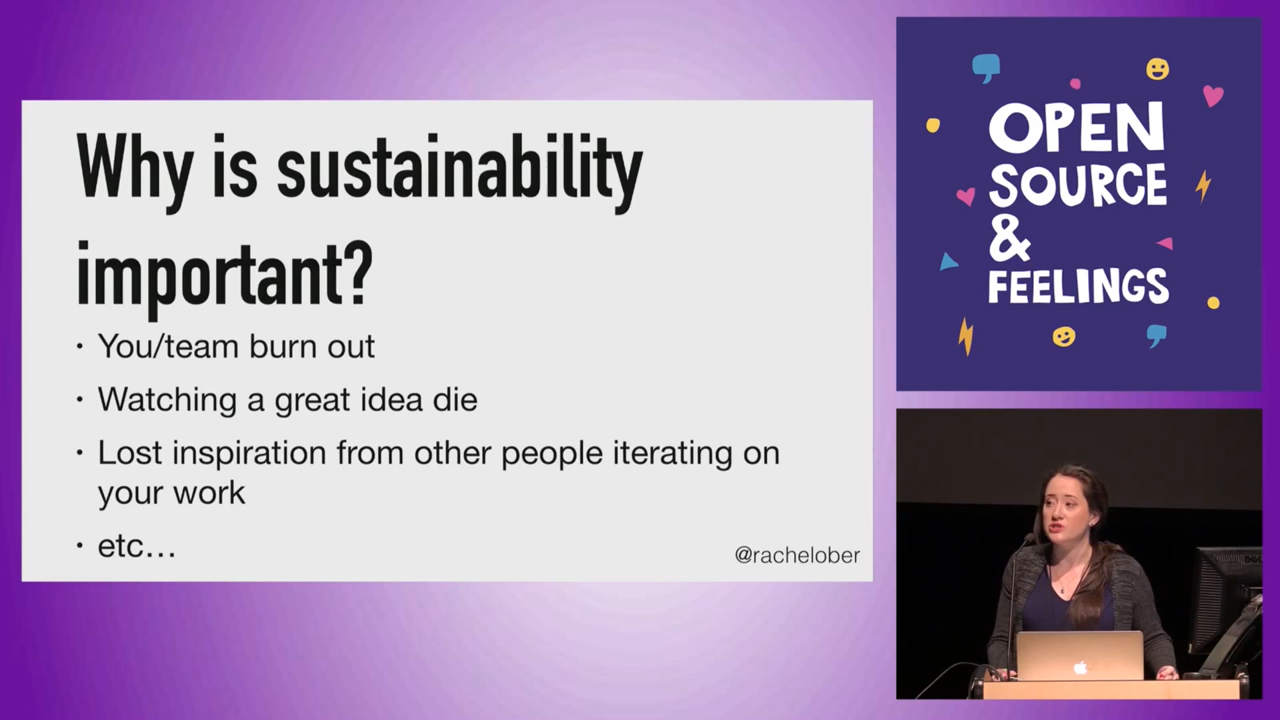 Why is sustainability
important?
• You/team burn out
• Watching a great idea die
• Lost inspiration from other people iterating on
your work
• etc…
@rachelober
OPEN
SOURCE
&
FEELINGS